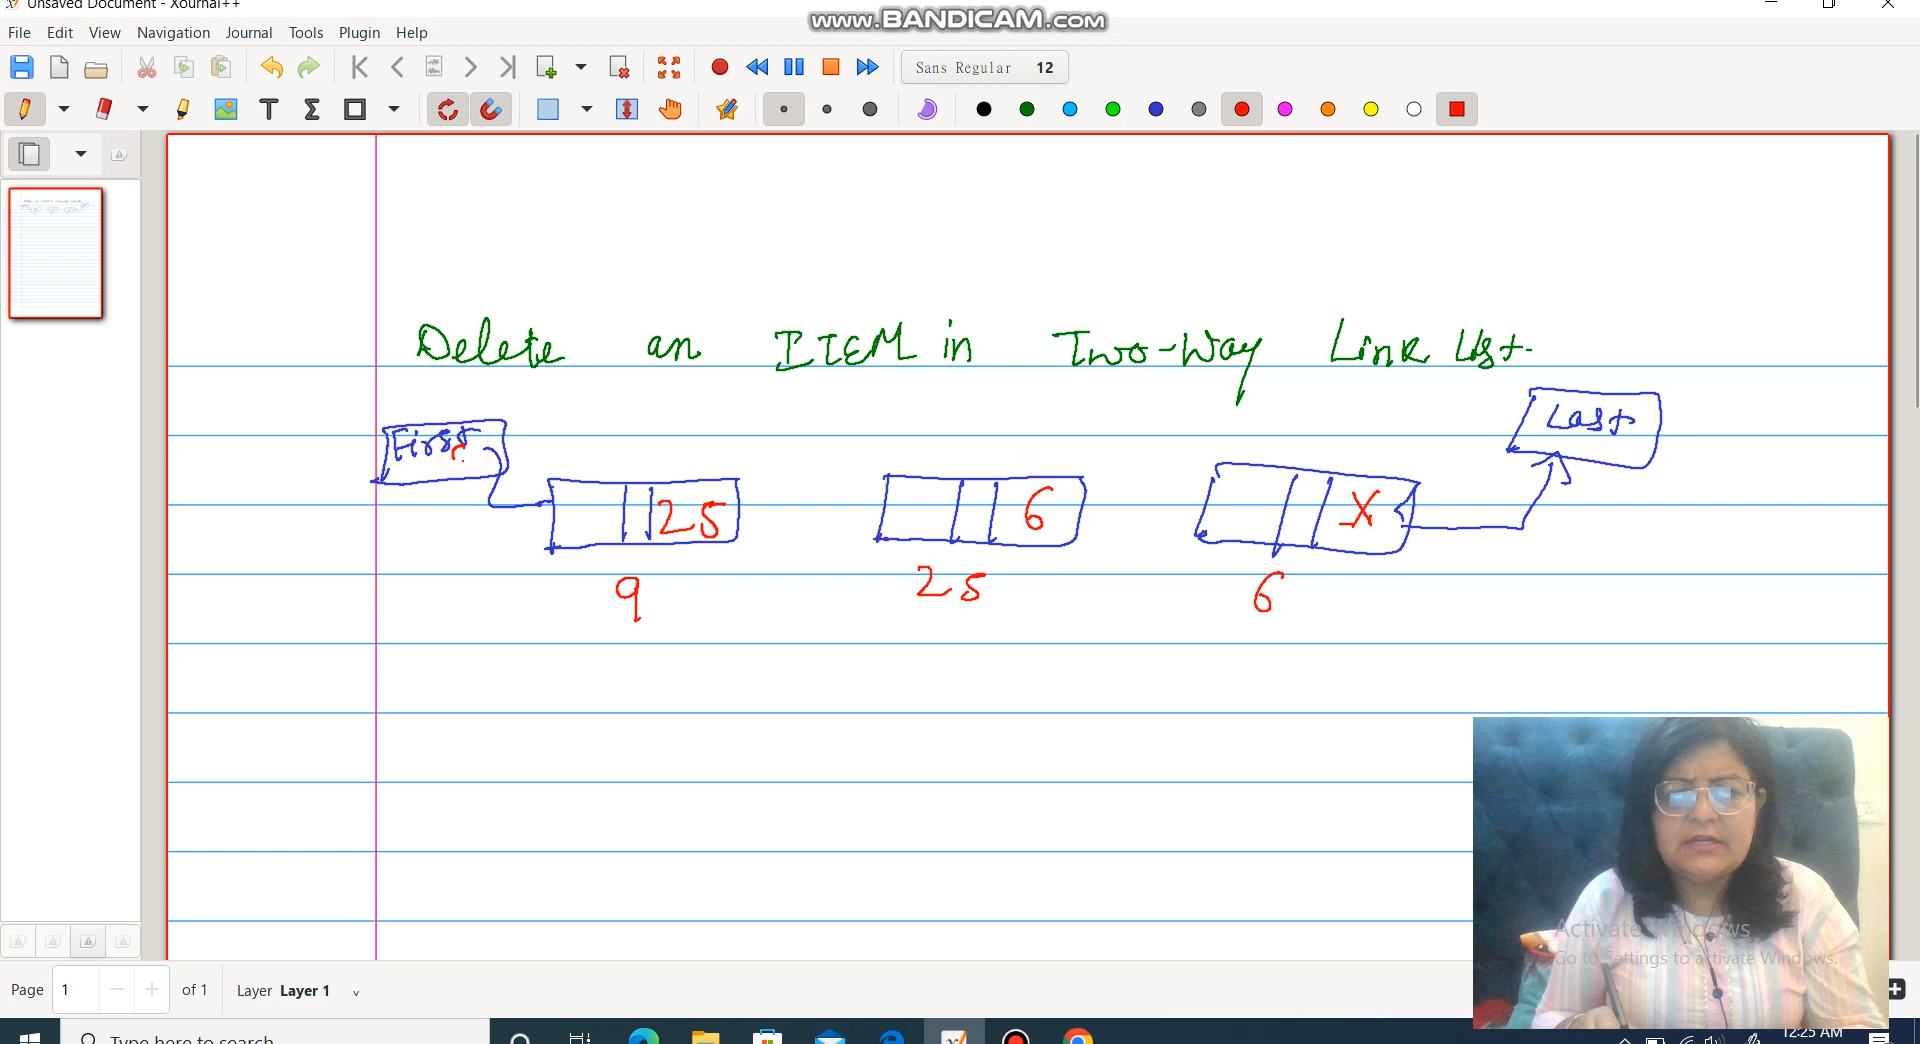 Unsaved Document - Xournal++
www.BANDICAM.com
File Edit View Navigation Journal Tools Plugin Help
Sans Regular 12
Delete an ITEM in Two-Way Link List.
First
Last
25
6
X
9
25
6
Activate Windows
Go to Settings to activate Windows.
Page 1 of 1 Layer Layer 1
Type here to search
12:25 AM